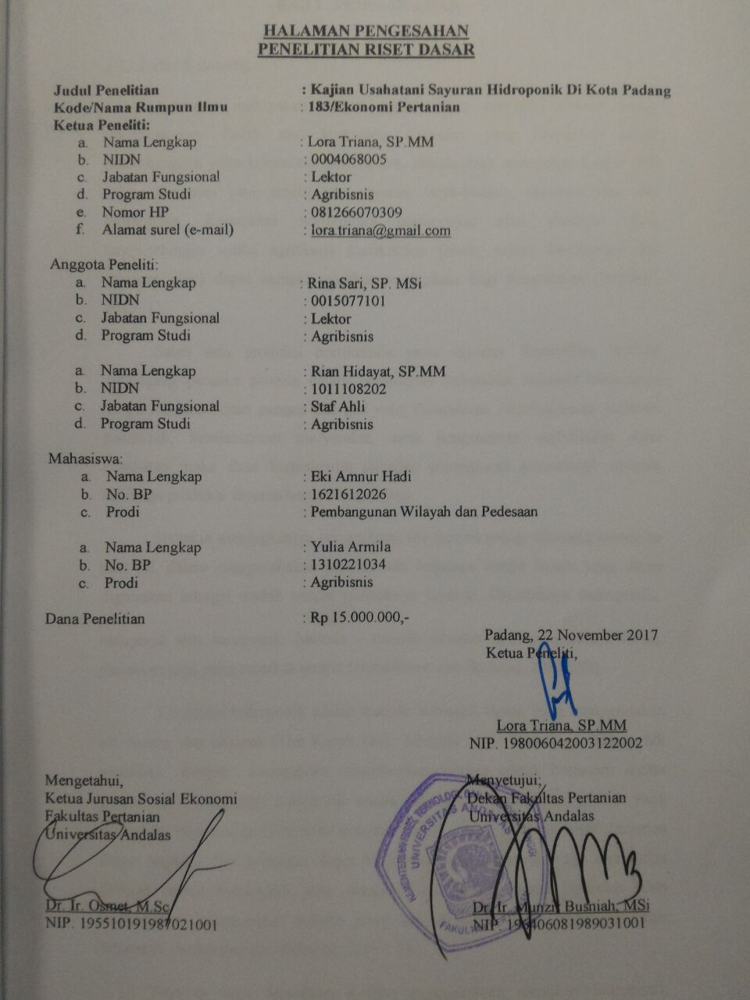 HALAMAN PENGESAHAN
PENELITIAN RISET DASAR
Judul Penelitian : Kajian Usahatani Sayuran Hidroponik Di Kota Padang
Kode/Nama Rumpun Ilmu : 183/Ekonomi Pertanian
Ketua Peneliti:
a. Nama Lengkap : Lora Triana, SP.MM
b. NIDN : 0004068005
c. Jabatan Fungsional : Lektor
d. Program Studi : Agribisnis
e. Nomor HP : 081266070309
f. Alamat surel (e-mail) : lora.triana@gmail.com
Anggota Peneliti:
a. Nama Lengkap : Rina Sari, SP. MSi
b. NIDN : 0015077101
c. Jabatan Fungsional : Lektor
d. Program Studi : Agribisnis
a. Nama Lengkap : Rian Hidayat, SP.MM
b. NIDN : 1011108202
c. Jabatan Fungsional : Staf Ahli
d. Program Studi : Agribisnis
Mahasiswa:
a. Nama Lengkap : Eki Amnur Hadi
b. No. BP : 1621612026
c. Prodi : Pembangunan Wilayah dan Pedesaan
a. Nama Lengkap : Yulia Armila
b. No. BP : 1310221034
c. Prodi : Agribisnis
Dana Penelitian : Rp 15.000.000,-
Padang, 22 November 2017
Ketua Peneliti,
Lora Triana, SP.MM
NIP. 198006042003122002
Mengetahui,
Ketua Jurusan Sosial Ekonomi
Fakultas Pertanian
Universitas Andalas
Dr. Ir. Osmet, M.Sc
NIP. 195510191987021001
Menyetujui;
Dekan Fakultas Pertanian
Universitas Andalas
KEMENTERIAN RISET, TEKNOLOGI, DAN
UNIVERSITAS ANDALAS
Dr. Ir. Munzir Busniah, MSi
NIP. 196406081989031001